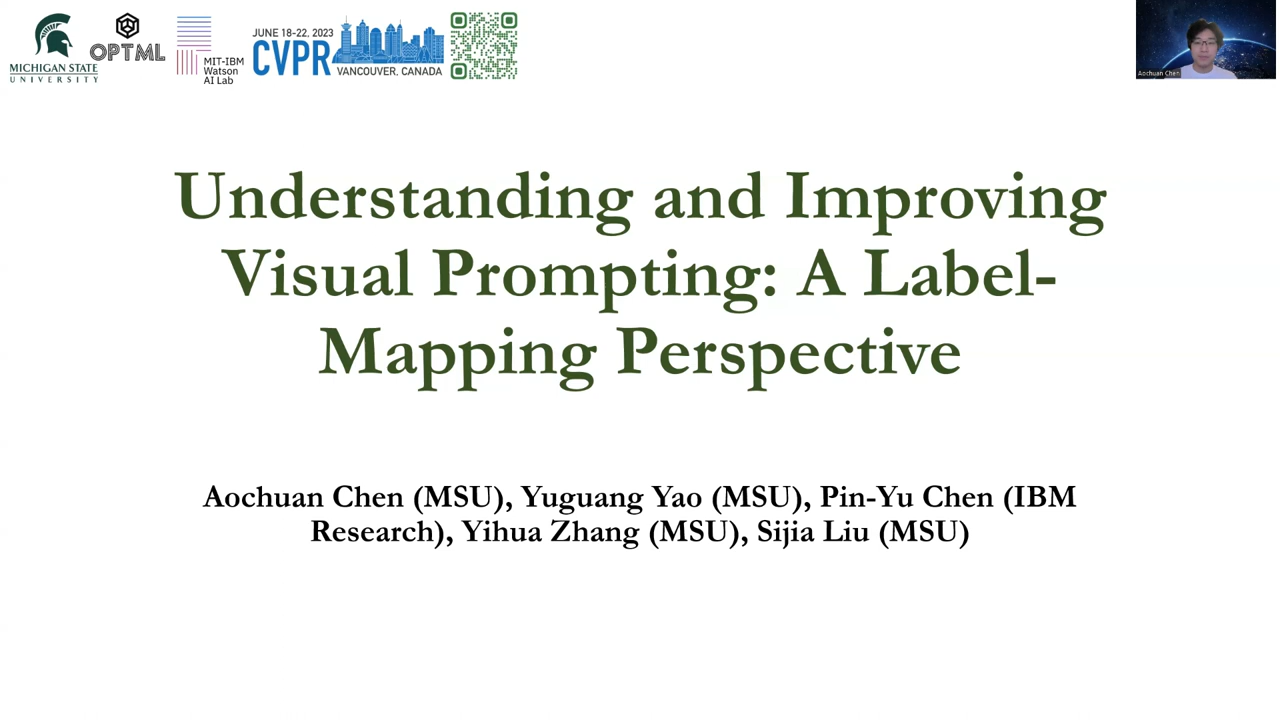 MICHIGAN STATE
UNIVERSITY
OPTML
MIT-IBM
Watson
AI Lab
JUNE 18-22, 2023
CVPR
VANCOUVER, CANADA
Aochuan Chen
Understanding and Improving
Visual Prompting: A Label-
Mapping Perspective
Aochuan Chen (MSU), Yuguang Yao (MSU), Pin-Yu Chen (IBM
Research), Yihua Zhang (MSU), Sijia Liu (MSU)